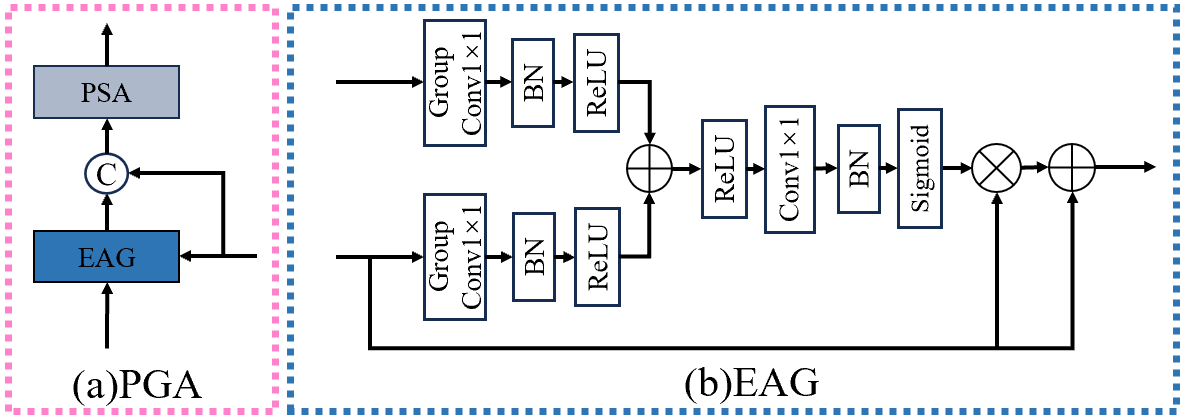 PSA
C
EAG
(a)PGA
Group
Conv1×1
BN
ReLU
Group
Conv1×1
BN
ReLU
ReLU
Conv1×1
BN
Sigmoid
(b)EAG